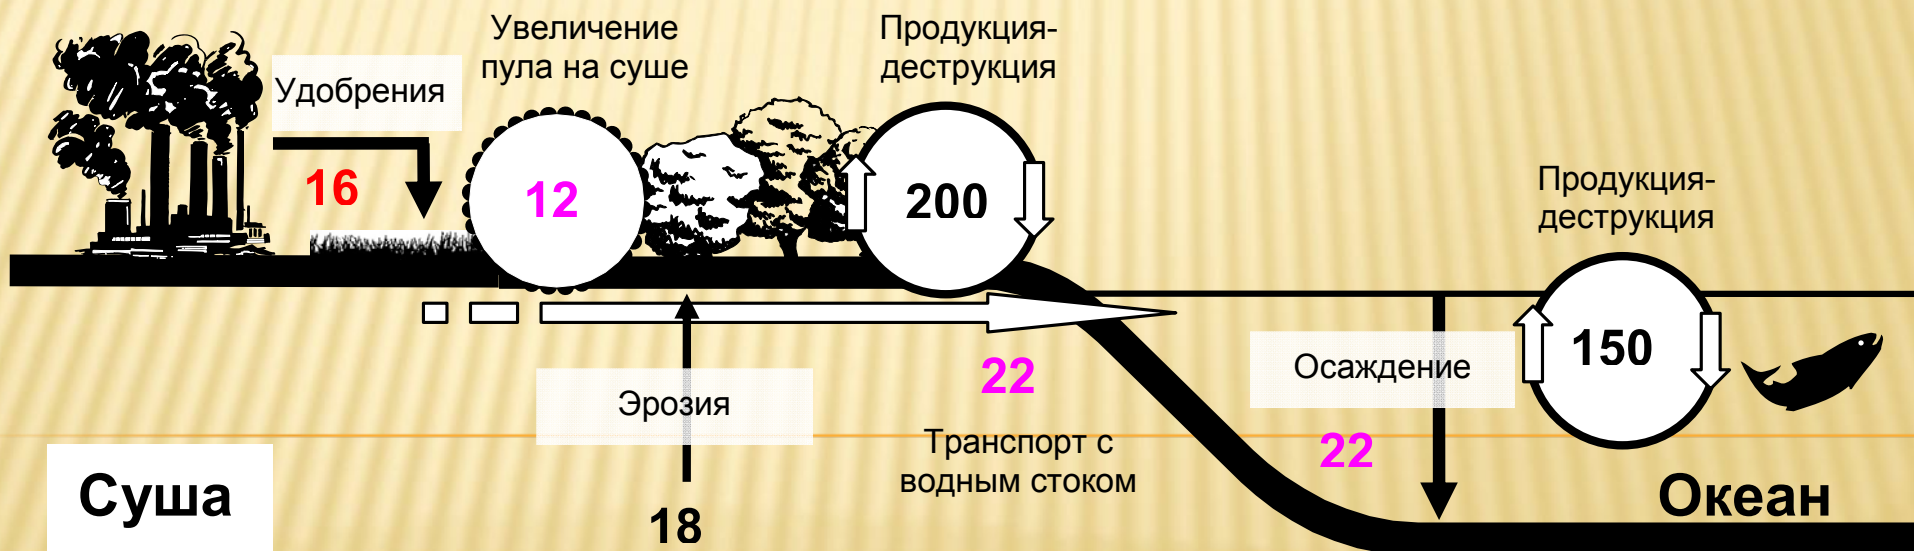 Удобрения
16
Увеличение
пула на суше
12
Продукция-
деструкция
200
Продукция-
деструкция
150
Эрозия
18
22
Транспорт с
водным стоком
Осаждение
22
Суша
Океан